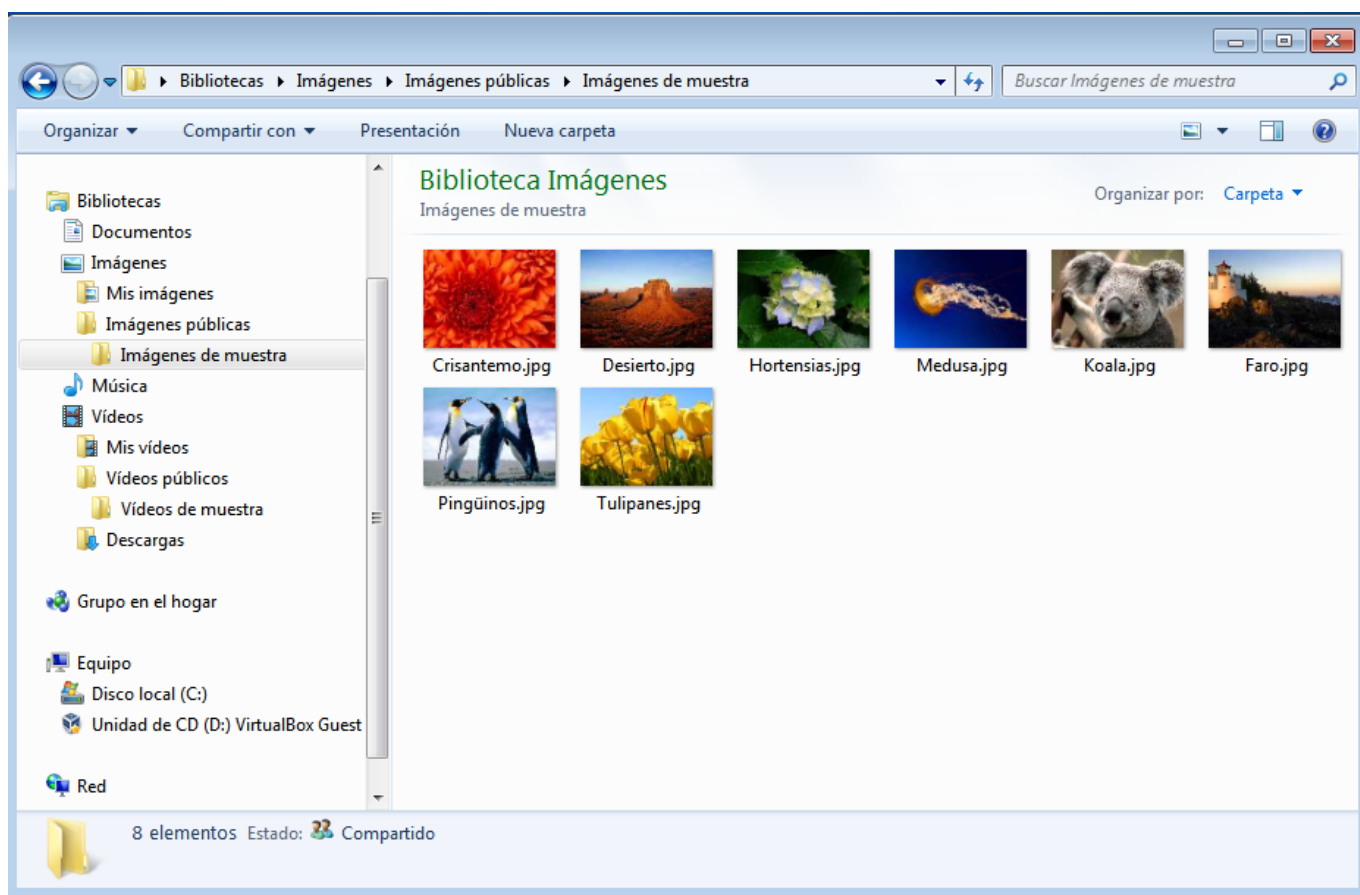 Bibliotecas Imágenes Imágenes públicas Imágenes de muestra
Buscar Imágenes de muestra
Organizar Compartir con Presentación Nueva carpeta
Bibliotecas
Documentos
Imágenes
Mis imágenes
Imágenes públicas
Imágenes de muestra
Música
Vídeos
Mis vídeos
Vídeos públicos
Vídeos de muestra
Descargas
Grupo en el hogar
Equipo
Disco local (C:)
Unidad de CD (D:) VirtualBox Guest
Red
Biblioteca Imágenes
Imágenes de muestra
Organizar por: Carpeta
Crisantemo.jpg Desierto.jpg Hortensias.jpg Medusa.jpg Koala.jpg Faro.jpg
Pingüinos.jpg Tulipanes.jpg
8 elementos Estado: Compartido